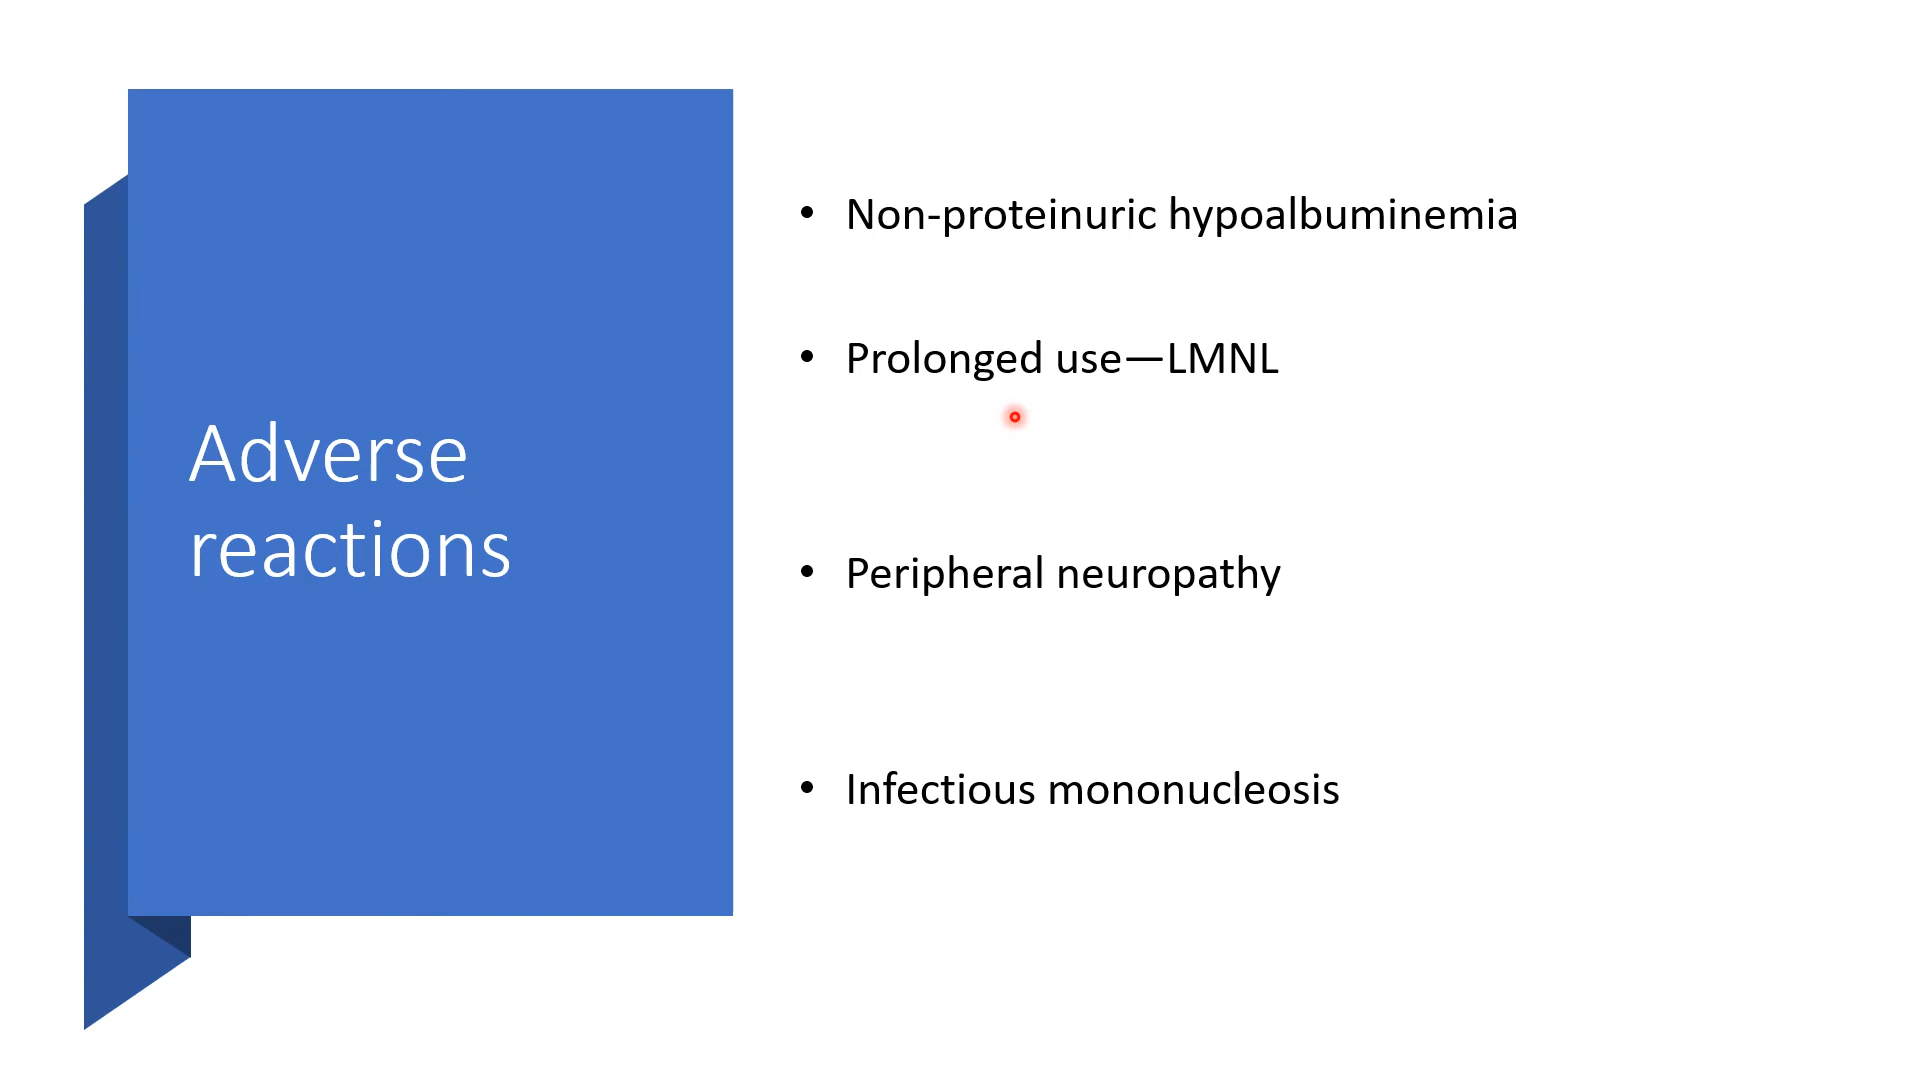 Adverse
reactions
• Non-proteinuric hypoalbuminemia
• Prolonged use—LMNL
• Peripheral neuropathy
• Infectious mononucleosis